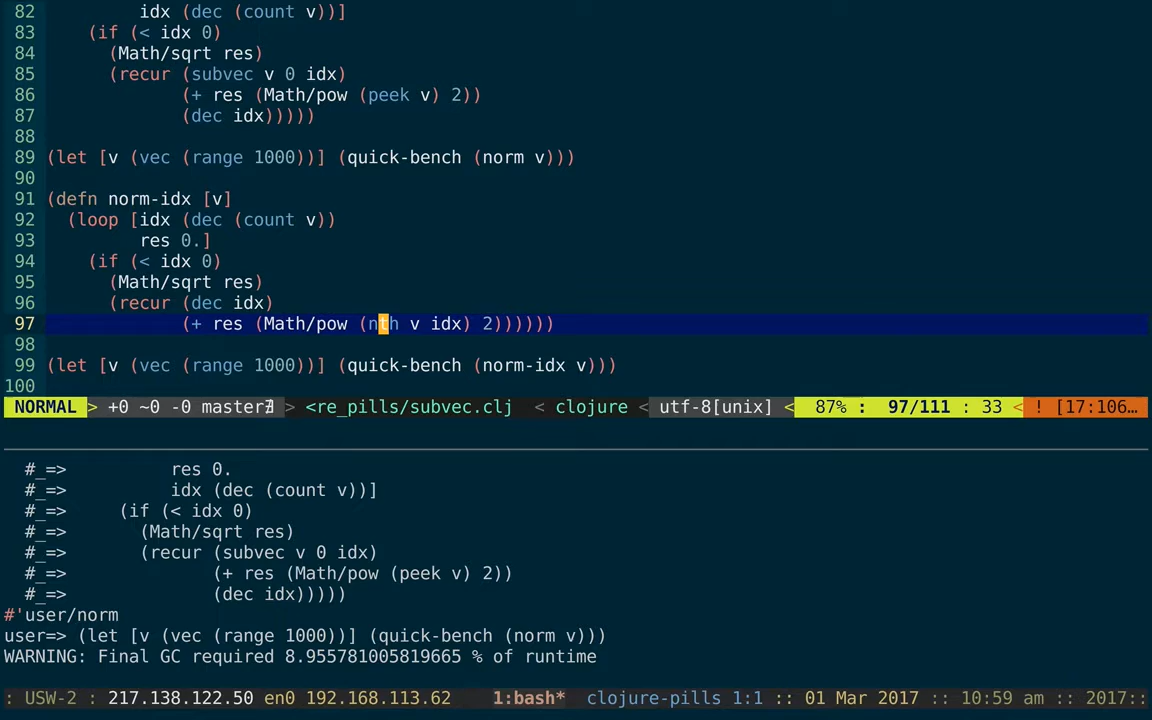 82         idx (dec (count v))]
83    (if (< idx 0)
84      (Math/sqrt res)
85      (recur (subvec v 0 idx)
86             (+ res (Math/pow (peek v) 2))
87             (dec idx)))))
88
89 (let [v (vec (range 1000))] (quick-bench (norm v)))
90
91 (defn norm-idx [v]
92   (loop [idx (dec (count v))
93          res 0.]
94     (if (< idx 0)
95       (Math/sqrt res)
96       (recur (dec idx)
97              (+ res (Math/pow (nth v idx) 2))))))
98
99 (let [v (vec (range 1000))] (quick-bench (norm-idx v)))
100
NORMAL > +0 ~0 -0 master∄ > <re_pills/subvec.clj < clojure < utf-8[unix] < 87% : 97/111 : 33 < ! [17:106…
#_=>          res 0.
#_=>          idx (dec (count v))]
#_=>     (if (< idx 0)
#_=>       (Math/sqrt res)
#_=>       (recur (subvec v 0 idx)
#_=>              (+ res (Math/pow (peek v) 2))
#_=>              (dec idx)))))
#'user/norm
user=> (let [v (vec (range 1000))] (quick-bench (norm v)))
WARNING: Final GC required 8.955781005819665 % of runtime
: USW-2 : 217.138.122.50 en0 192.168.113.62 1:bash* clojure-pills 1:1 :: 01 Mar 2017 :: 10:59 am :: 2017::